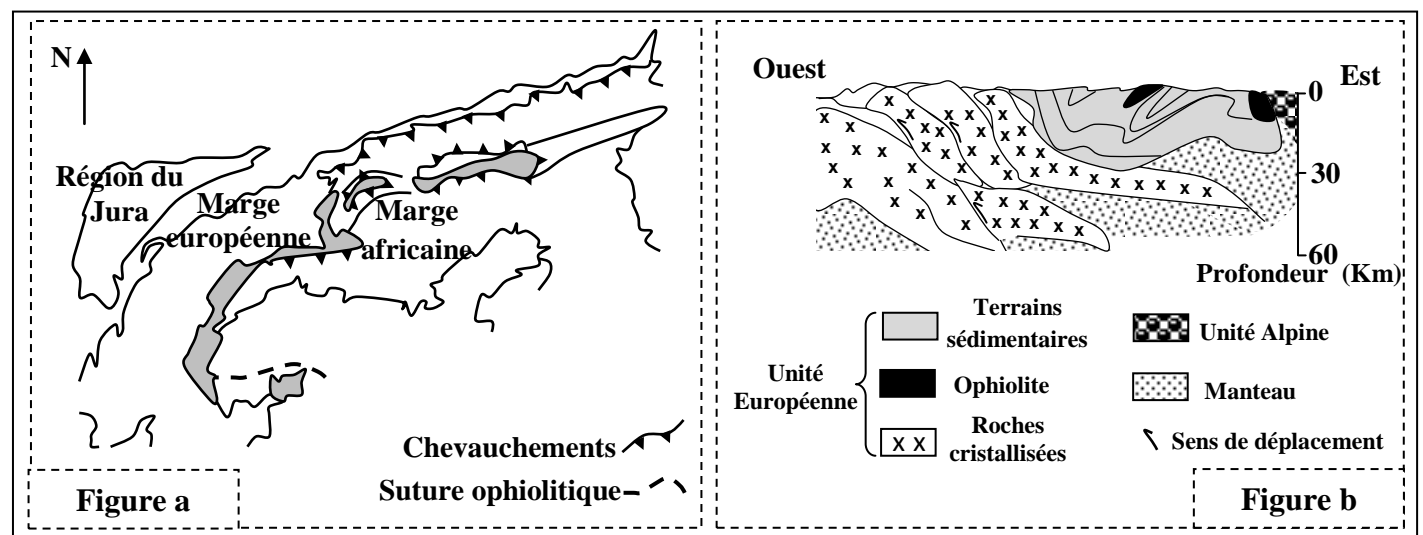 N
Région du
Jura
Marge
européenne
Marge
africaine
Chevauchements
Suture ophiolitique
Figure a
Ouest
Est
0
30
60
Profondeur (Km)
Unité
Européenne
Terrains
sédimentaires
Ophiolite
Roches
cristallisées
Unité Alpine
Manteau
Sens de déplacement
Figure b